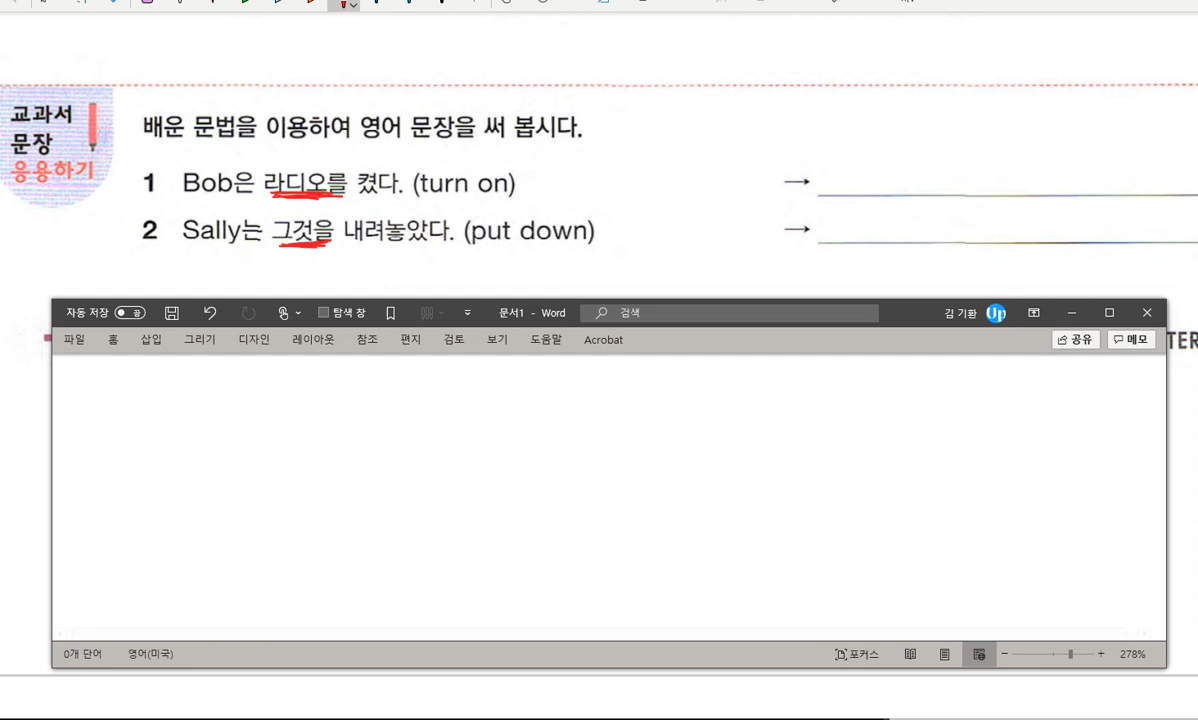 교과서
문장
응용하기
배운 문법을 이용하여 영어 문장을 써 봅시다.
1 Bob은 라디오를 켰다. (turn on) →
2 Sally는 그것을 내려놓았다. (put down) →
자동 저장 끔 탐색 창 문서1 - Word 검색 김 기환 Up
파일 홈 삽입 그리기 디자인 레이아웃 참조 편지 검토 보기 도움말 Acrobat 공유 메모
TER
0개 단어 영어(미국) 포커스 278%